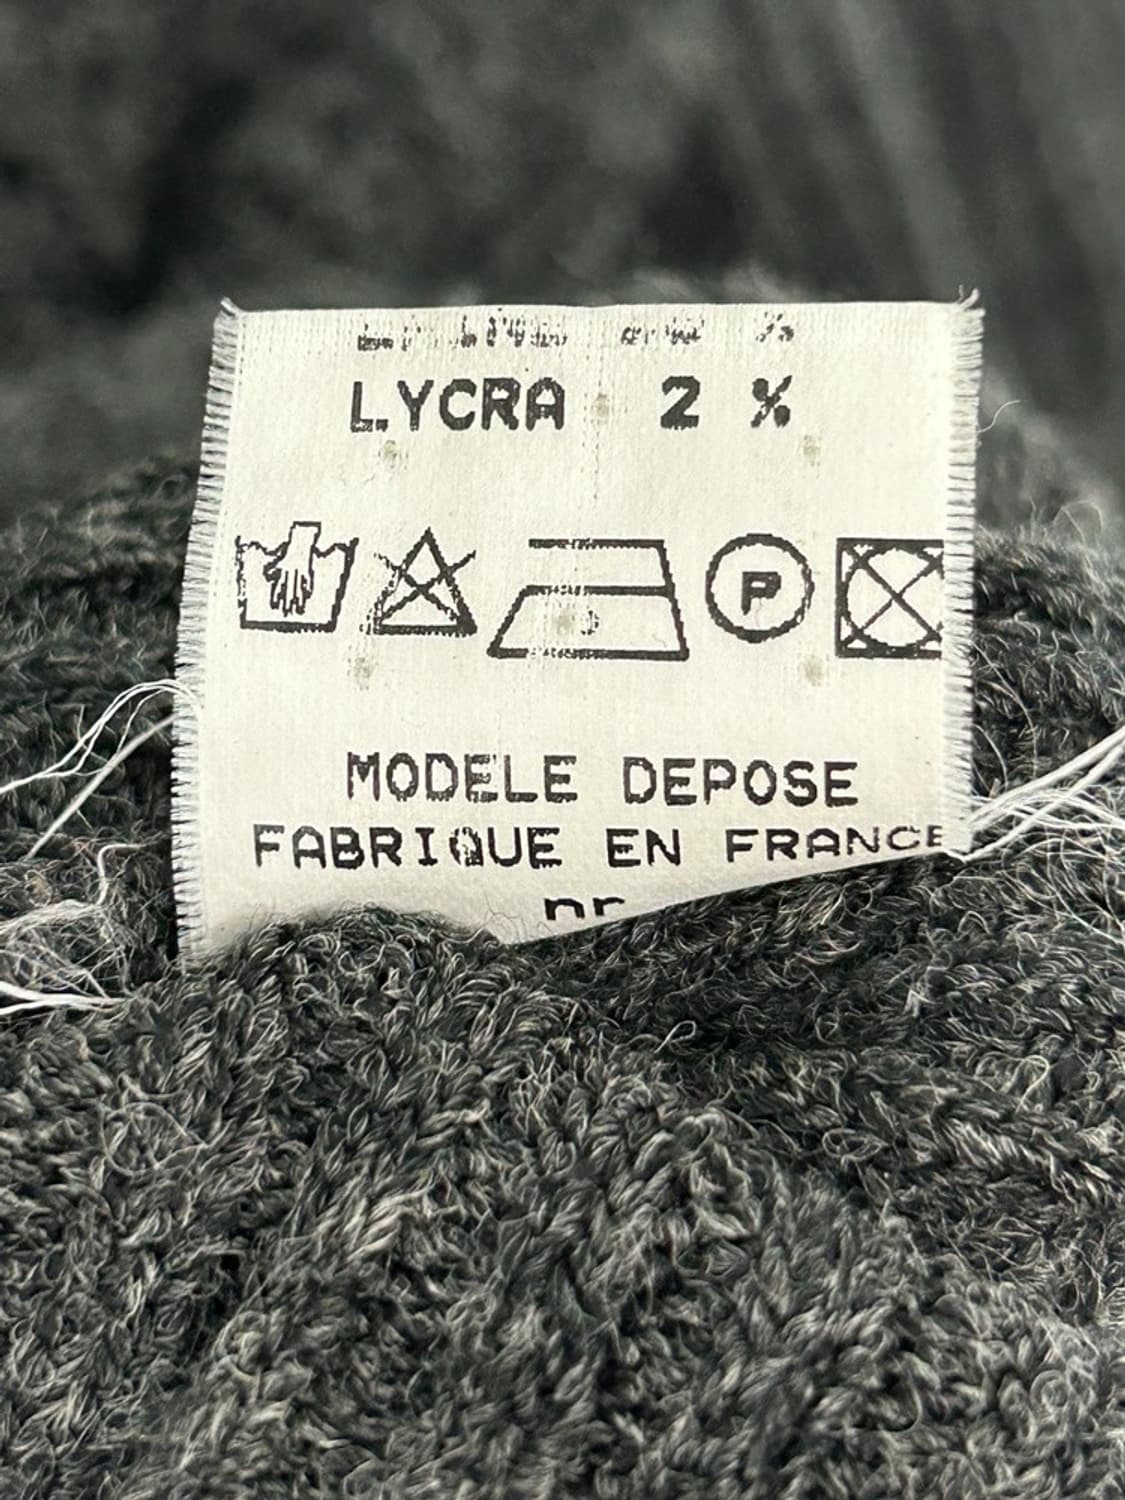 LYCRA 2 %
P
MODELE DEPOSE
FABRIQUE EN FRANCE